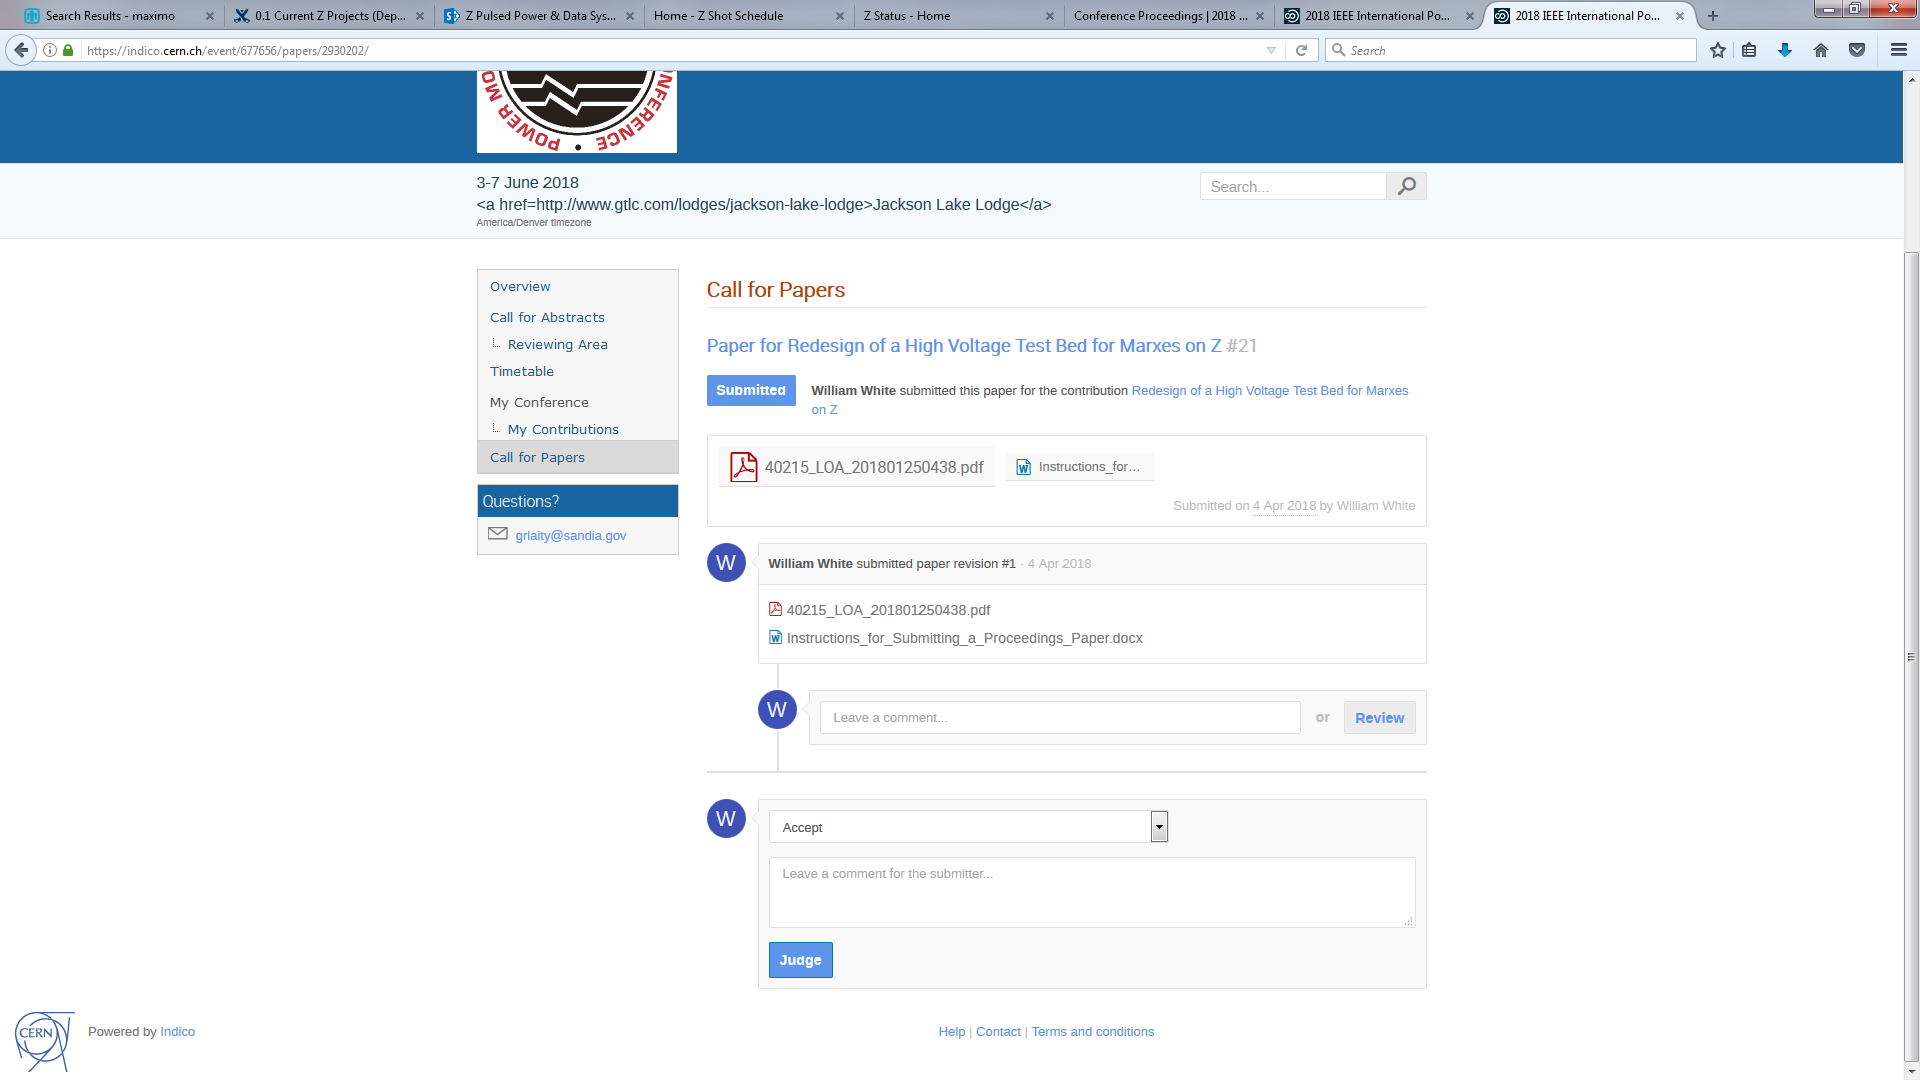 Search Results - maximo
0.1 Current Z Projects (Dep...
Z Pulsed Power & Data Sys...
Home - Z Shot Schedule
Z Status - Home
Conference Proceedings | 2018 ...
2018 IEEE International Po...
2018 IEEE International Po...
https://indico.cern.ch/event/677656/papers/2930202/
Search
POWER MO
NFERENCE
3-7 June 2018
<a href=http://www.gtlc.com/lodges/jackson-lake-lodge>Jackson Lake Lodge</a>
America/Denver timezone
Search...
Overview
Call for Abstracts
Reviewing Area
Timetable
My Conference
My Contributions
Call for Papers
Questions?
grlaity@sandia.gov
Call for Papers
Paper for Redesign of a High Voltage Test Bed for Marxes on Z #21
Submitted
William White submitted this paper for the contribution Redesign of a High Voltage Test Bed for Marxes
on Z
40215_LOA_201801250438.pdf
Instructions_for...
Submitted on 4 Apr 2018 by William White
W
William White submitted paper revision #1 · 4 Apr 2018
40215_LOA_201801250438.pdf
Instructions_for_Submitting_a_Proceedings_Paper.docx
W
Leave a comment...
or
Review
W
Accept
Leave a comment for the submitter...
Judge
CERN
Powered by Indico
Help | Contact | Terms and conditions